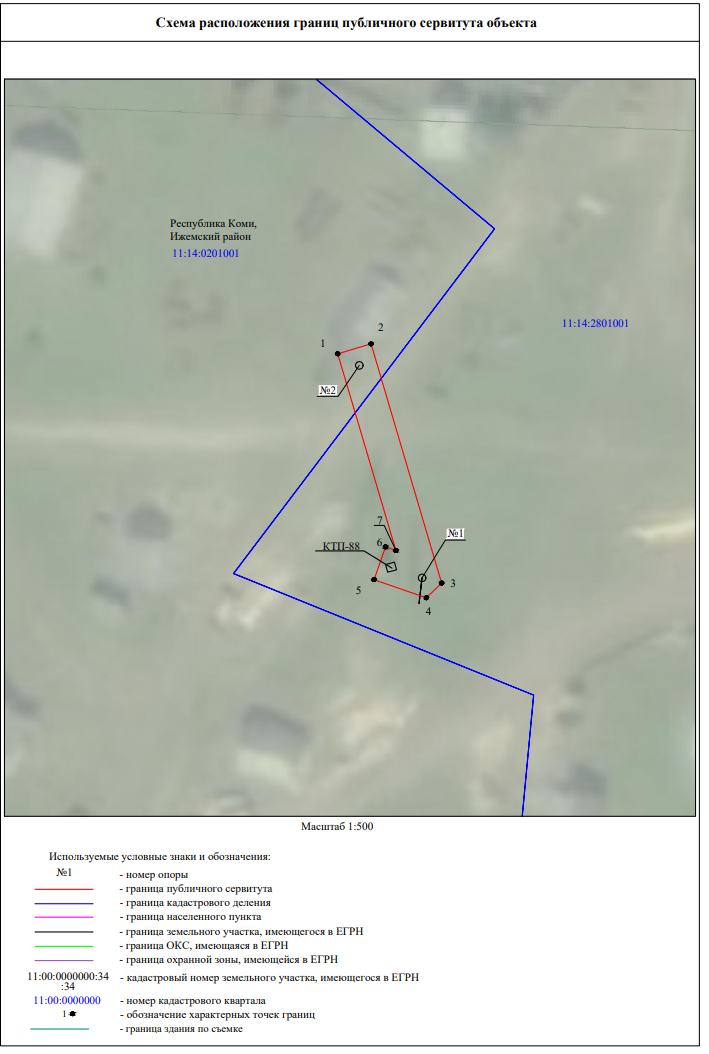 Схема расположения границ публичного сервитута объекта
Республика Коми,
Ижемский район
11:14:0201001
11:14:2801001
1
2
№2
7
№1
6
КТП-88
5
3
4
Масштаб 1:500
Используемые условные знаки и обозначения:
№1 - номер опоры
- граница публичного сервитута
- граница кадастрового деления
- граница населенного пункта
- граница земельного участка, имеющегося в ЕГРН
- граница ОКС, имеющаяся в ЕГРН
- граница охранной зоны, имеющейся в ЕГРН
11:00:0000000:34
:34
- кадастровый номер земельного участка, имеющегося в ЕГРН
11:00:0000000 - номер кадастрового квартала
1 - обозначение характерных точек границ
- граница здания по съемке